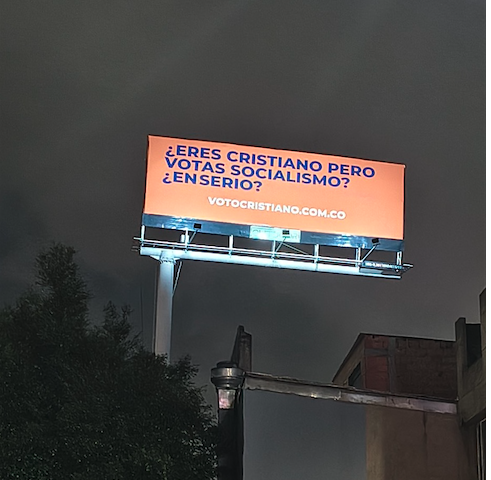 ¿ERES CRISTIANO PERO
VOTAS SOCIALISMO?
¿EN SERIO?
VOTOCRISTIANO.COM.CO